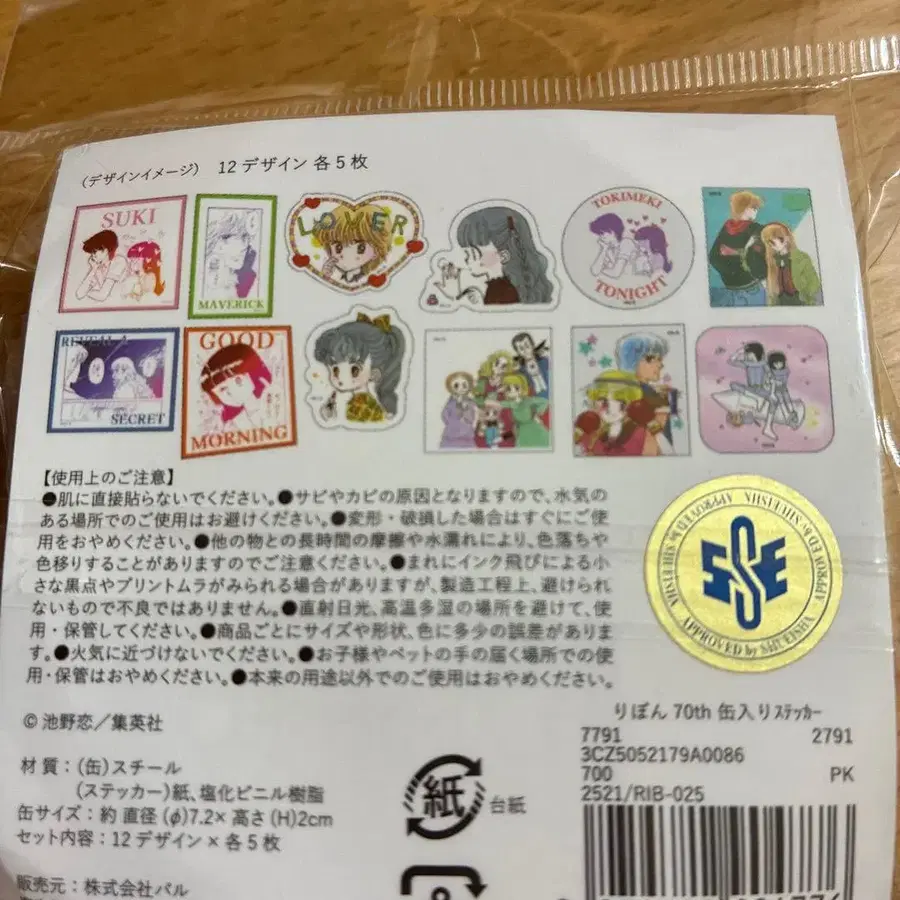 (デザインイメージ) 12デザイン 各5枚
SUKI
MAVERICK
LOVER
TOKIMEKI
TONIGHT
REVEAL A
SECRET
GOOD
MORNING
【使用上のご注意】
●肌に直接貼らないでください。●サビやカビの原因となりますので、水気の
ある場所でのご使用はお避けください。●変形・破損した場合はすぐにご使
用をおやめください。●他の物との長時間の摩擦や水濡れにより、色落ちや
色移りすることがありますのでご注意ください。●まれにインク飛びによる小
さな黒点やプリントムラがみられる場合がありますが、製造工程上、避けられ
ないもので不良ではありません。●直射日光、高温多湿の場所を避けて、使
用・保管してください。●商品ごとにサイズや形状、色に多少の誤差がありま
す。●火気に近づけないでください。●お子様やペットの手の届く場所での使
用・保管はおやめください。●本来の用途以外でのご使用はおやめください。
APPROVED by SHUEISHA APPROVED by SHUEISHA APPROVED by SHUEISHA
SSE
©池野恋/集英社
りぼん 70th 缶入りステッカー
7791 2791
3CZ5052179A0086
700 PK
2521/RIB-025
材質:(缶)スチール
(ステッカー)紙、塩化ビニル樹脂
缶サイズ:約 直径(φ)7.2×高さ(H)2cm
セット内容:12デザイン×各5枚
紙 台紙
販売元:株式会社パル